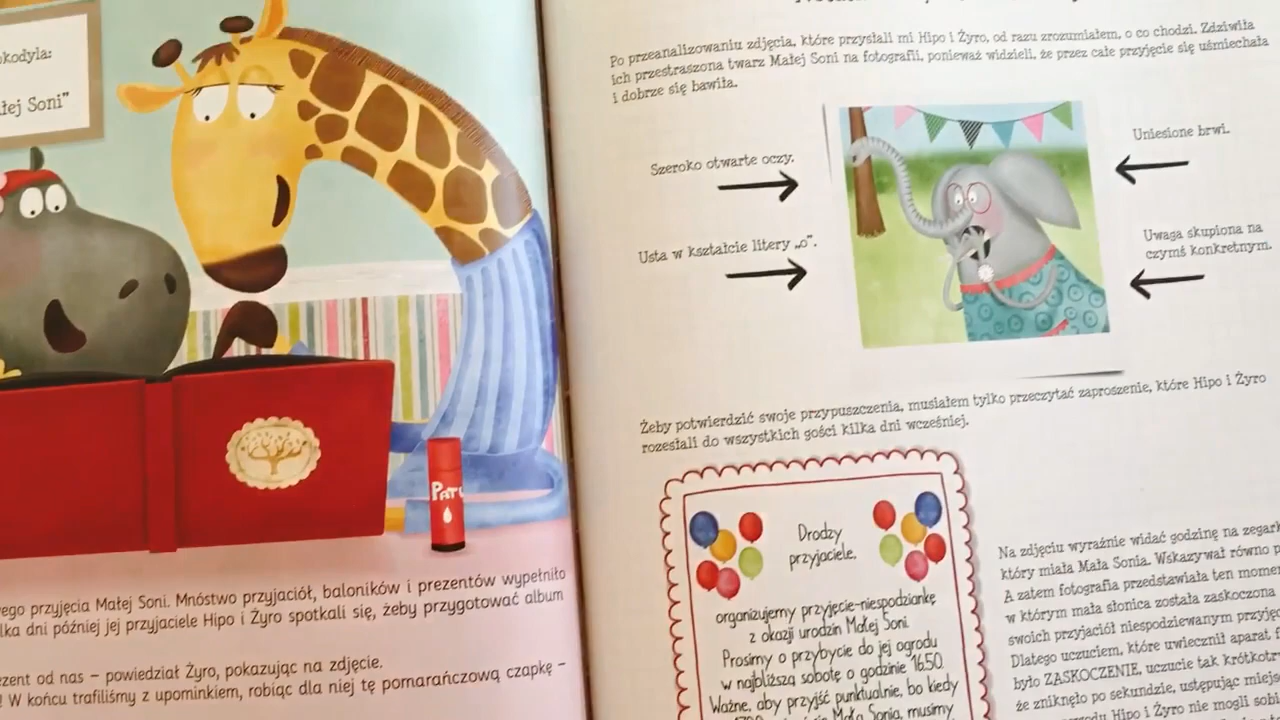 okodyla:
łej Soni”
PATY
wego przyjęcia Małej Soni. Mnóstwo przyjaciół, baloników i prezentów wypełniło
lka dni później jej przyjaciele Hipo i Żyro spotkali się, żeby przygotować album
ezent od nas – powiedział Żyro, pokazując na zdjęcie.
! W końcu trafiliśmy z upominkiem, robiąc dla niej tę pomarańczową czapkę –
Po przeanalizowaniu zdjęcia, które przysłali mi Hipo i Żyro, od razu zrozumiałem, o co chodzi. Zdziwiła
ich przestraszona twarz Małej Soni na fotografii, ponieważ widzieli, że przez całe przyjęcie się uśmiechała
i dobrze się bawiła.
Szeroko otwarte oczy.
Uniesione brwi.
Usta w kształcie litery „o”.
Uwaga skupiona na
czymś konkretnym.
Żeby potwierdzić swoje przypuszczenia, musiałem tylko przeczytać zaproszenie, które Hipo i Żyro
rozesłali do wszystkich gości kilka dni wcześniej.
Drodzy
przyjaciele,
organizujemy przyjęcie-niespodziankę
z okazji urodzin Małej Soni.
Prosimy o przybycie do jej ogrodu
w najbliższą sobotę o godzinie 16.50.
Ważne, aby przyjść punktualnie, bo kiedy
Mała Sonia, musimy
Na zdjęciu wyraźnie widać godzinę na zegark
który miała Mała Sonia. Wskazywał równo p
A zatem fotografia przedstawiała ten momen
w którym mała słonica została zaskoczona
swoich przyjaciół niespodziewanym przyję
Dlatego uczuciem, które uwiecznił aparat f
było ZASKOCZENIE, uczucie tak krótkotr
że zniknęło po sekundzie, ustępując miejs
Hipo i Żyro nie mogli sobi